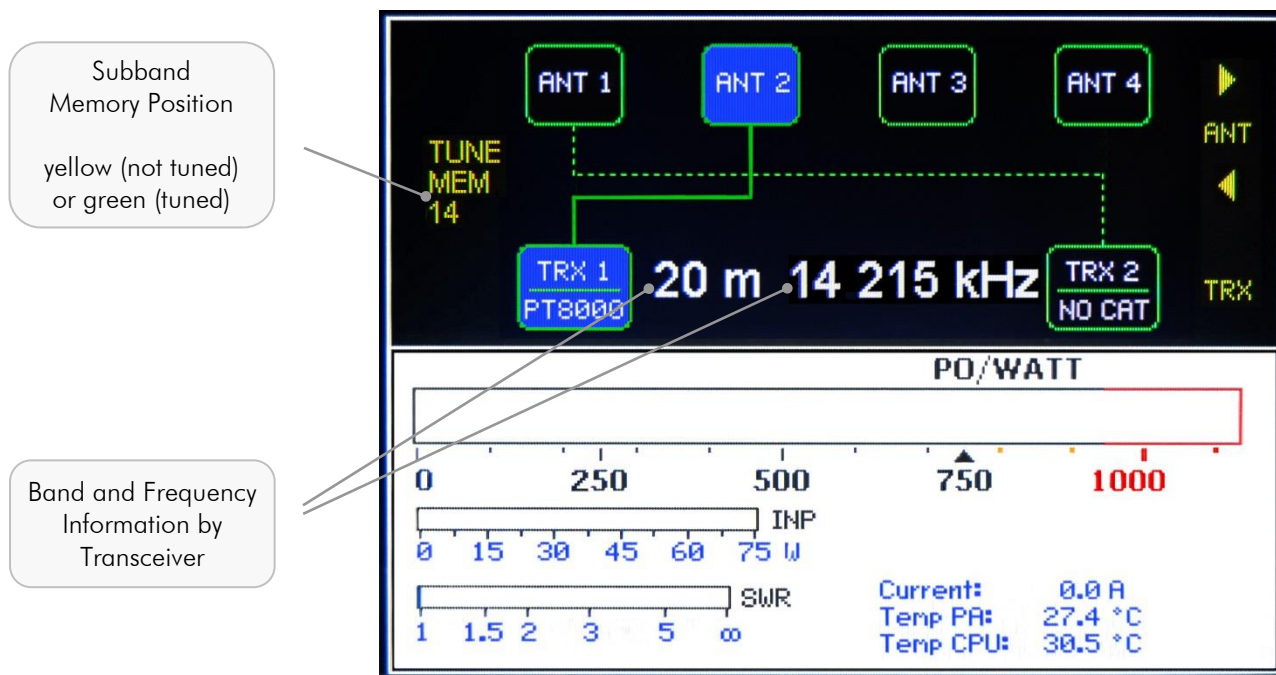 Subband
Memory Position
yellow (not tuned)
or green (tuned)
ANT 1
ANT 2
ANT 3
ANT 4
ANT
TUNE
MEM
14
TRX 1
PT8000
20 m
14 215 kHz
TRX 2
NO CAT
TRX
Band and Frequency
Information by
Transceiver
PO/WATT
0 250 500 750 1000
INP
0 15 30 45 60 75 W
SWR
1 1.5 2 3 5 ∞
Current: 0.0 A
Temp PA: 27.4 °C
Temp CPU: 30.5 °C